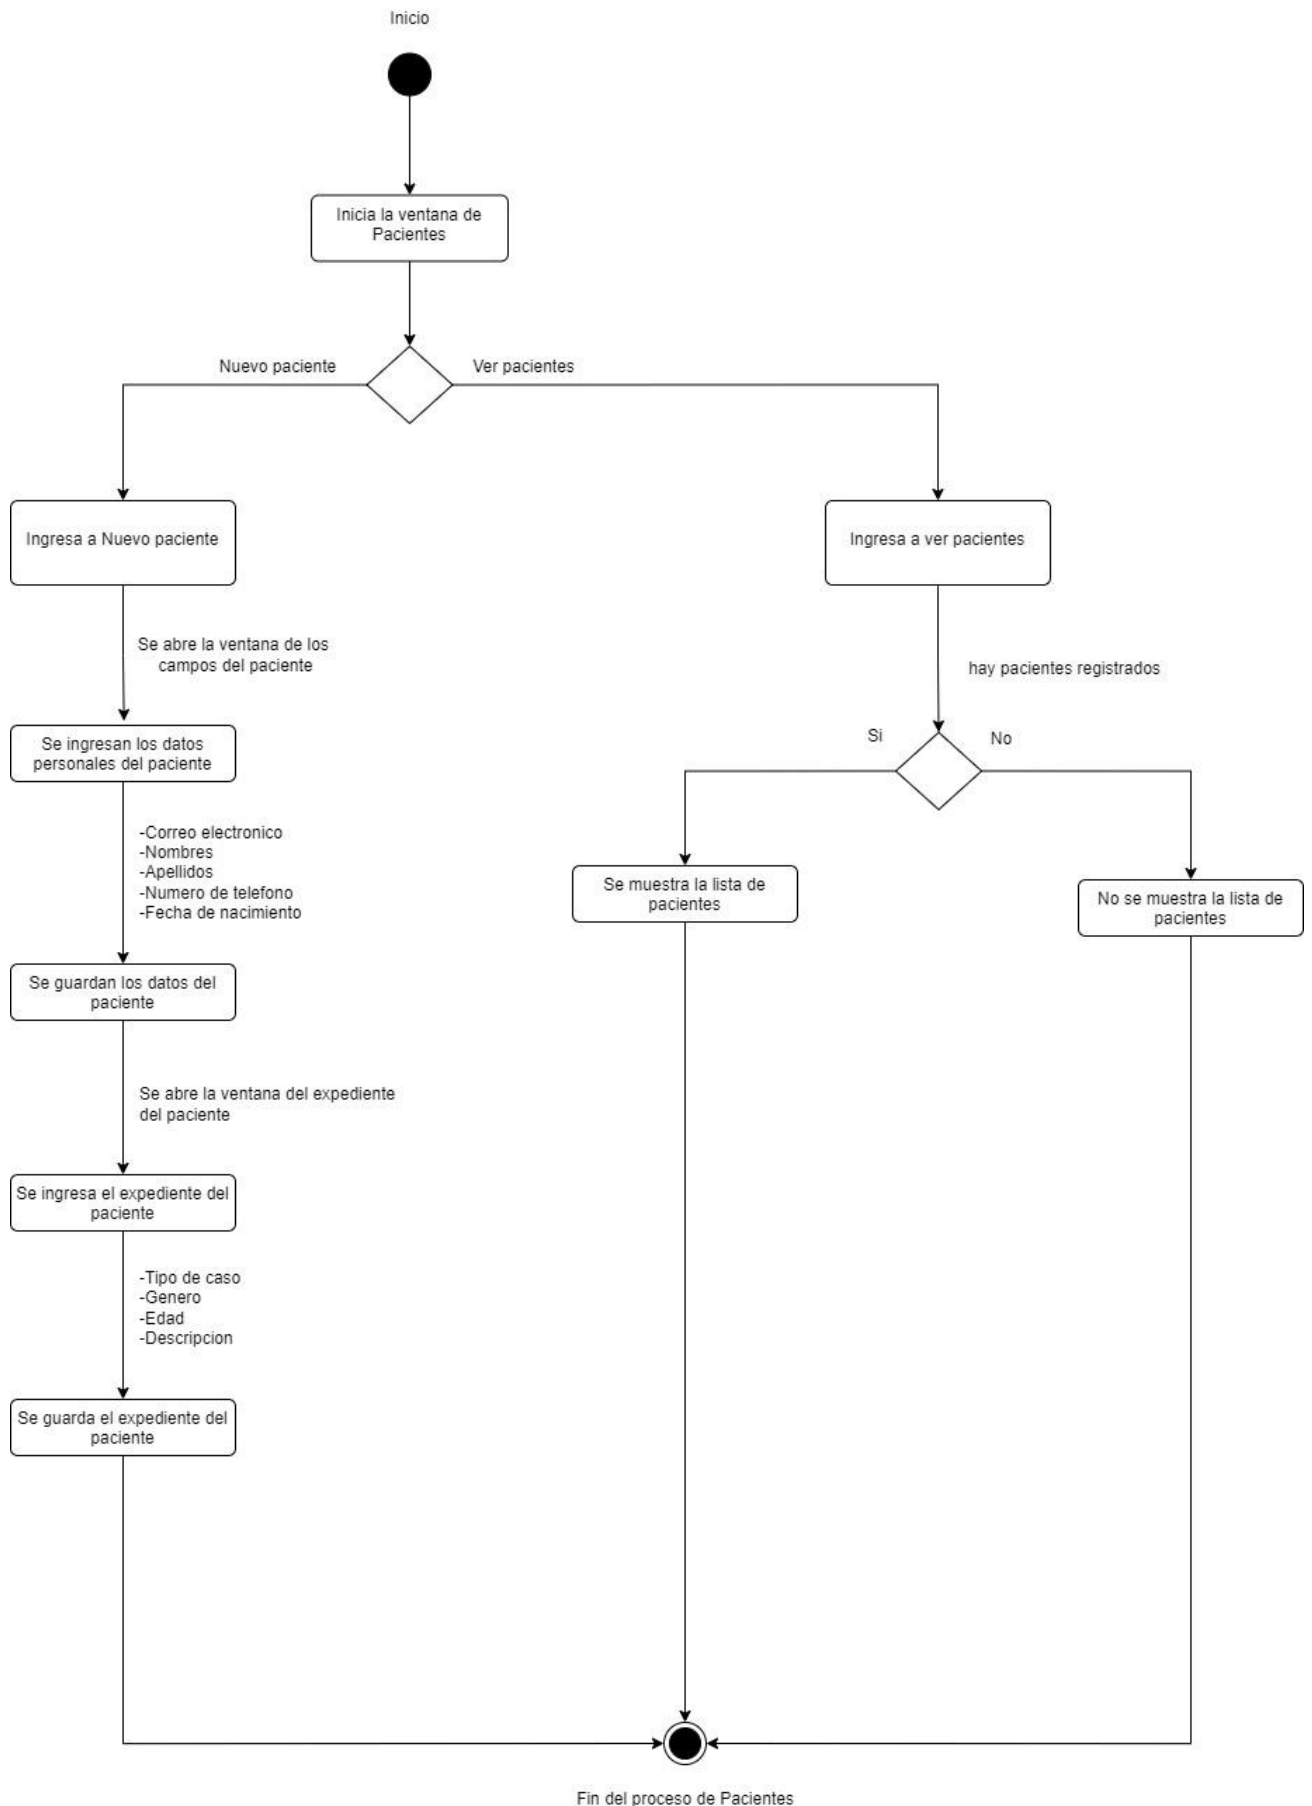 Inicio
Inicia la ventana de
Pacientes
Nuevo paciente
Ver pacientes
Ingresa a Nuevo paciente
Ingresa a ver pacientes
Se abre la ventana de los
campos del paciente
hay pacientes registrados
Se ingresan los datos
personales del paciente
Si
No
-Correo electronico
-Nombres
-Apellidos
-Numero de telefono
-Fecha de nacimiento
Se muestra la lista de
pacientes
No se muestra la lista de
pacientes
Se guardan los datos del
paciente
Se abre la ventana del expediente
del paciente
Se ingresa el expediente del
paciente
-Tipo de caso
-Genero
-Edad
-Descripcion
Se guarda el expediente del
paciente
Fin del proceso de Pacientes